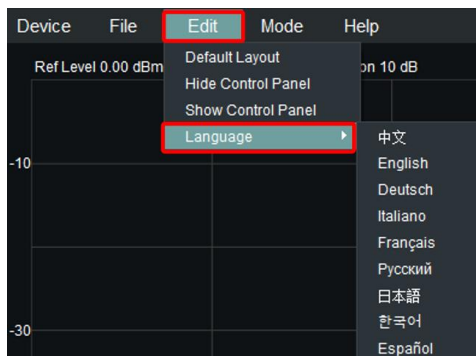 Device File Edit Mode Help
Ref Level 0.00 dBm on 10 dB
Default Layout
Hide Control Panel
Show Control Panel
Language
中文
English
Deutsch
Italiano
Français
Русский
日本語
한국어
Español
-10
-30